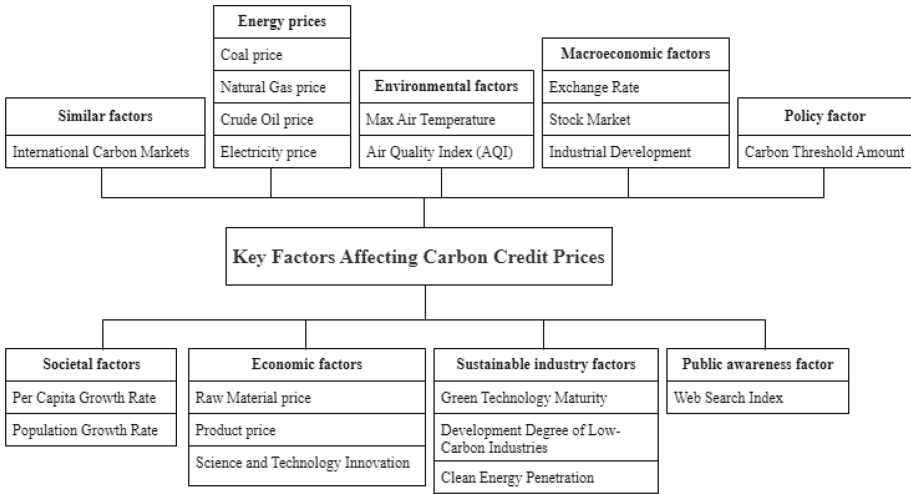 Similar factors
International Carbon Markets
Energy prices
Coal price
Natural Gas price
Crude Oil price
Electricity price
Environmental factors
Max Air Temperature
Air Quality Index (AQI)
Macroeconomic factors
Exchange Rate
Stock Market
Industrial Development
Policy factor
Carbon Threshold Amount
Key Factors Affecting Carbon Credit Prices
Societal factors
Per Capita Growth Rate
Population Growth Rate
Economic factors
Raw Material price
Product price
Science and Technology Innovation
Sustainable industry factors
Green Technology Maturity
Development Degree of Low-
Carbon Industries
Clean Energy Penetration
Public awareness factor
Web Search Index